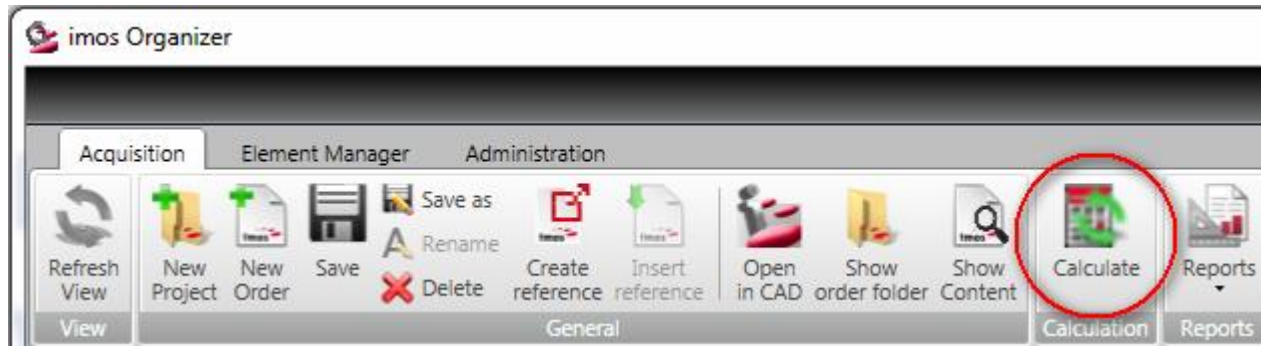 imos Organizer
Acquisition Element Manager Administration
Refresh View
New Project
New Order
Save
Save as
Rename
Delete
Create reference
Insert reference
Open in CAD
Show order folder
Show Content
Calculate
Reports
View General Calculation Reports